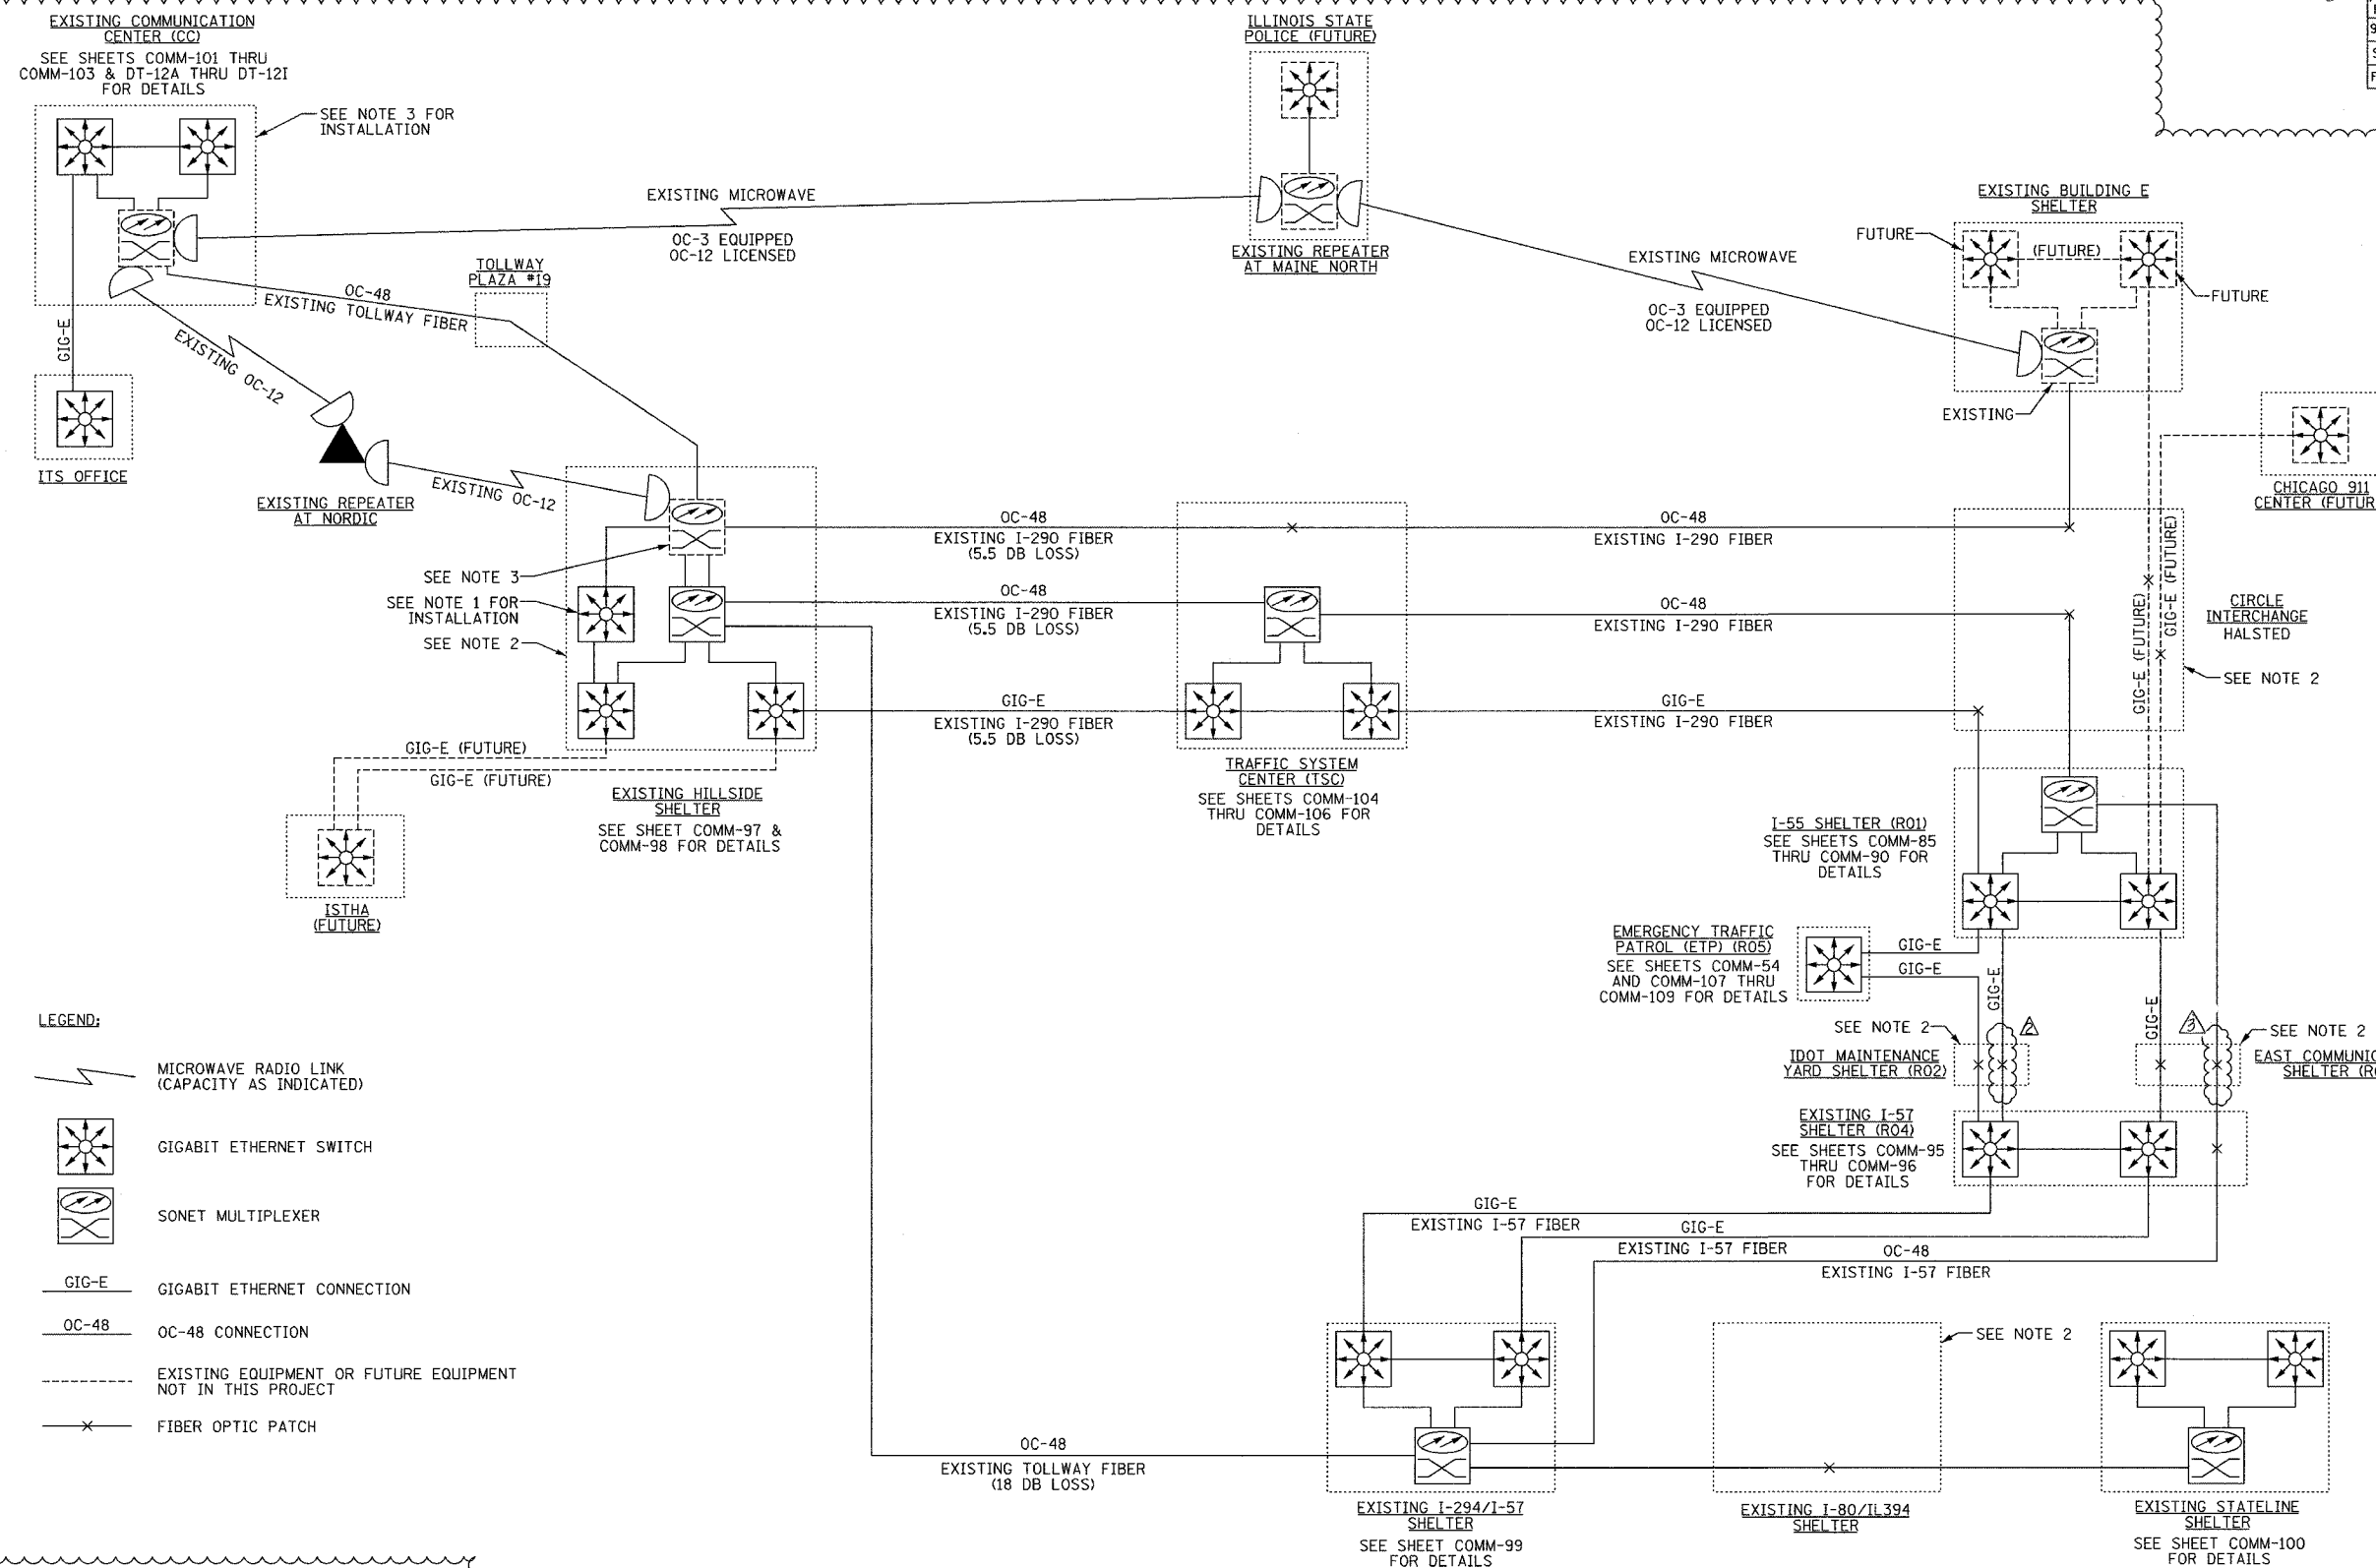 EXISTING COMMUNICATION
CENTER (CC)
SEE SHEETS COMM-101 THRU
COMM-103 & DT-12A THRU DT-12I
FOR DETAILS
SEE NOTE 3 FOR
INSTALLATION
ILLINOIS STATE
POLICE (FUTURE)
EXISTING MICROWAVE
OC-3 EQUIPPED
OC-12 LICENSED
EXISTING REPEATER
AT MAINE NORTH
EXISTING MICROWAVE
OC-3 EQUIPPED
OC-12 LICENSED
EXISTING BUILDING E
SHELTER
FUTURE
(FUTURE)
FUTURE
EXISTING
TOLLWAY
PLAZA #19
OC-48
EXISTING TOLLWAY FIBER
GIG-E
EXISTING OC-12
ITS OFFICE
EXISTING REPEATER
AT NORDIC
EXISTING OC-12
CHICAGO 911
CENTER
OC-48
EXISTING I-290 FIBER
(5.5 DB LOSS)
OC-48
EXISTING I-290 FIBER
SEE NOTE 3
SEE NOTE 1 FOR
INSTALLATION
SEE NOTE 2
OC-48
EXISTING I-290 FIBER
(5.5 DB LOSS)
OC-48
EXISTING I-290 FIBER
GIG-E (FUTURE)
GIG-E (FUTURE)
CIRCLE
INTERCHANGE
HALSTED
SEE NOTE 2
GIG-E
EXISTING I-290 FIBER
(5.5 DB LOSS)
GIG-E
EXISTING I-290 FIBER
GIG-E (FUTURE)
GIG-E (FUTURE)
EXISTING HILLSIDE
SHELTER
SEE SHEET COMM-97 &
COMM-98 FOR DETAILS
TRAFFIC SYSTEM
CENTER (TSC)
SEE SHEETS COMM-104
THRU COMM-106 FOR
DETAILS
I-55 SHELTER (R01)
SEE SHEETS COMM-85
THRU COMM-90 FOR
DETAILS
ISTHA
(FUTURE)
EMERGENCY TRAFFIC
PATROL (ETP) (R05)
SEE SHEETS COMM-54
AND COMM-107 THRU
COMM-109 FOR DETAILS
GIG-E
GIG-E
GIG-E
GIG-E
SEE NOTE 2
2
3
SEE NOTE 2
IDOT MAINTENANCE
YARD SHELTER (R02)
EAST
SHELTER
EXISTING I-57
SHELTER (R04)
SEE SHEETS COMM-95
THRU COMM-96
FOR DETAILS
GIG-E
EXISTING I-57 FIBER
GIG-E
EXISTING I-57 FIBER
OC-48
EXISTING I-57 FIBER
LEGEND:
MICROWAVE RADIO LINK
(CAPACITY AS INDICATED)
GIGABIT ETHERNET SWITCH
SONET MULTIPLEXER
GIG-E
GIGABIT ETHERNET CONNECTION
OC-48
OC-48 CONNECTION
EXISTING EQUIPMENT OR FUTURE EQUIPMENT
NOT IN THIS PROJECT
FIBER OPTIC PATCH
OC-48
EXISTING TOLLWAY FIBER
(18 DB LOSS)
SEE NOTE 2
EXISTING I-294/I-57
SHELTER
SEE SHEET COMM-99
FOR DETAILS
EXISTING I-80/IL394
SHELTER
EXISTING STATELINE
SHELTER
SEE SHEET COMM-100
FOR DETAILS